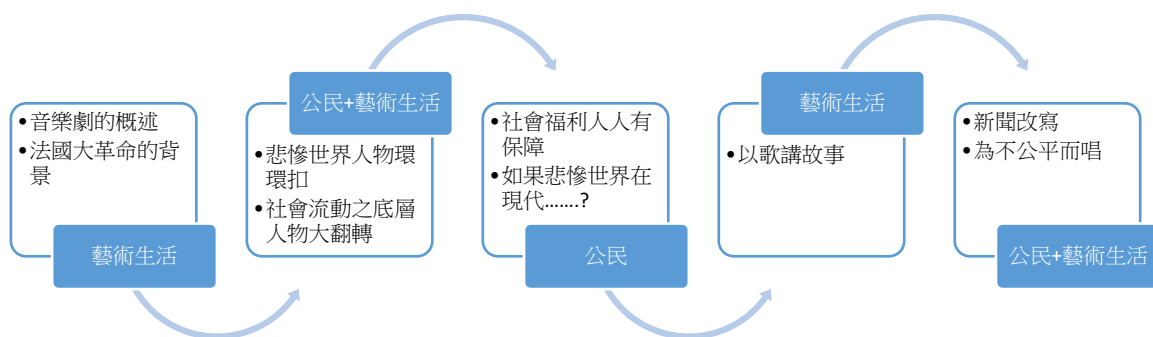 •音樂劇的概述
•法國大革命的背
景
藝術生活
公民+藝術生活
•悲慘世界人物環
環扣
•社會流動之底層
人物大翻轉
•社會福利人人有
保障
•如果悲慘世界在
現代…….?
公民
藝術生活
•以歌講故事
•新聞改寫
•為不公平而唱
公民+藝術生活